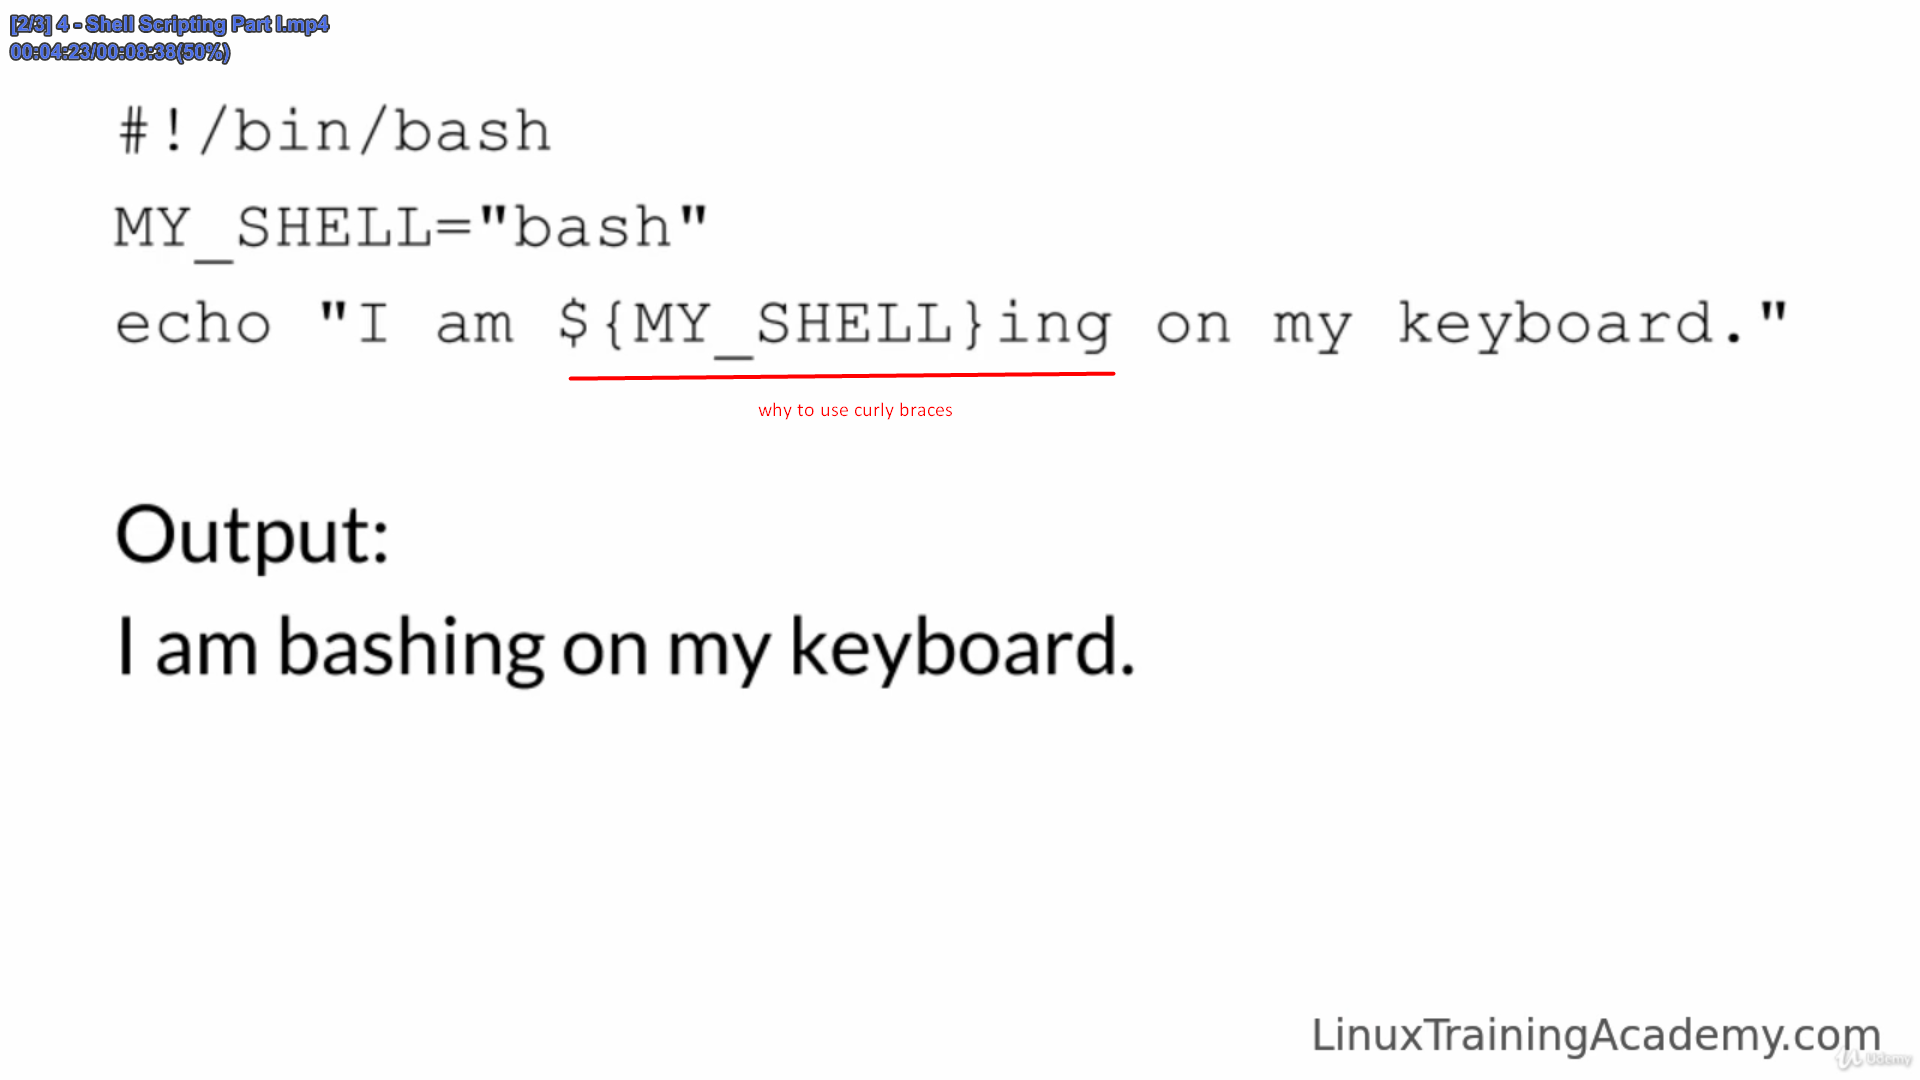 [2/3] 4 - Shell Scripting Part I.mp4
00:04:23/00:08:38(50%)
#!/bin/bash
MY_SHELL="bash"
echo "I am ${MY_SHELL}ing on my keyboard."
why to use curly braces
Output:
I am bashing on my keyboard.
LinuxTrainingAcademy.com
Udemy